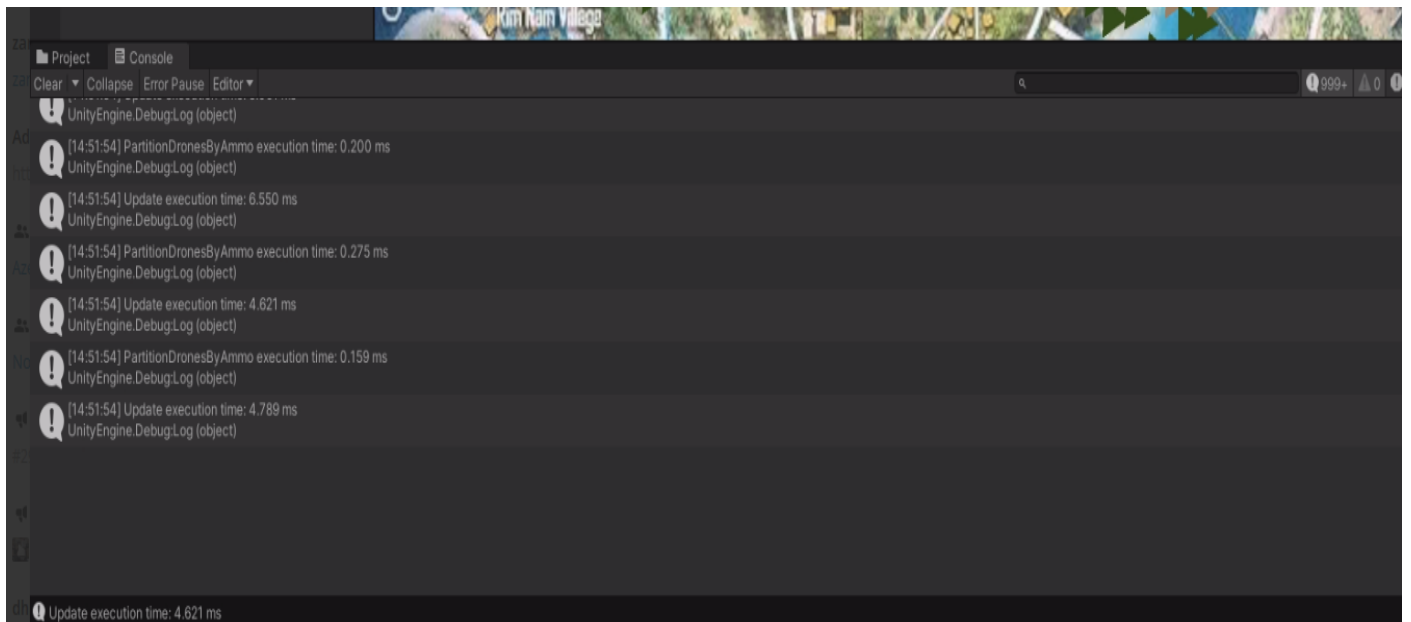 Rim Ram Village
Project Console
Clear Collapse Error Pause Editor 999+ 0
UnityEngine.Debug:Log (object)
[14:51:54] PartitionDronesByAmmo execution time: 0.200 ms
UnityEngine.Debug:Log (object)
[14:51:54] Update execution time: 6.550 ms
UnityEngine.Debug:Log (object)
[14:51:54] PartitionDronesByAmmo execution time: 0.275 ms
UnityEngine.Debug:Log (object)
[14:51:54] Update execution time: 4.621 ms
UnityEngine.Debug:Log (object)
[14:51:54] PartitionDronesByAmmo execution time: 0.159 ms
UnityEngine.Debug:Log (object)
[14:51:54] Update execution time: 4.789 ms
UnityEngine.Debug:Log (object)
Update execution time: 4.621 ms